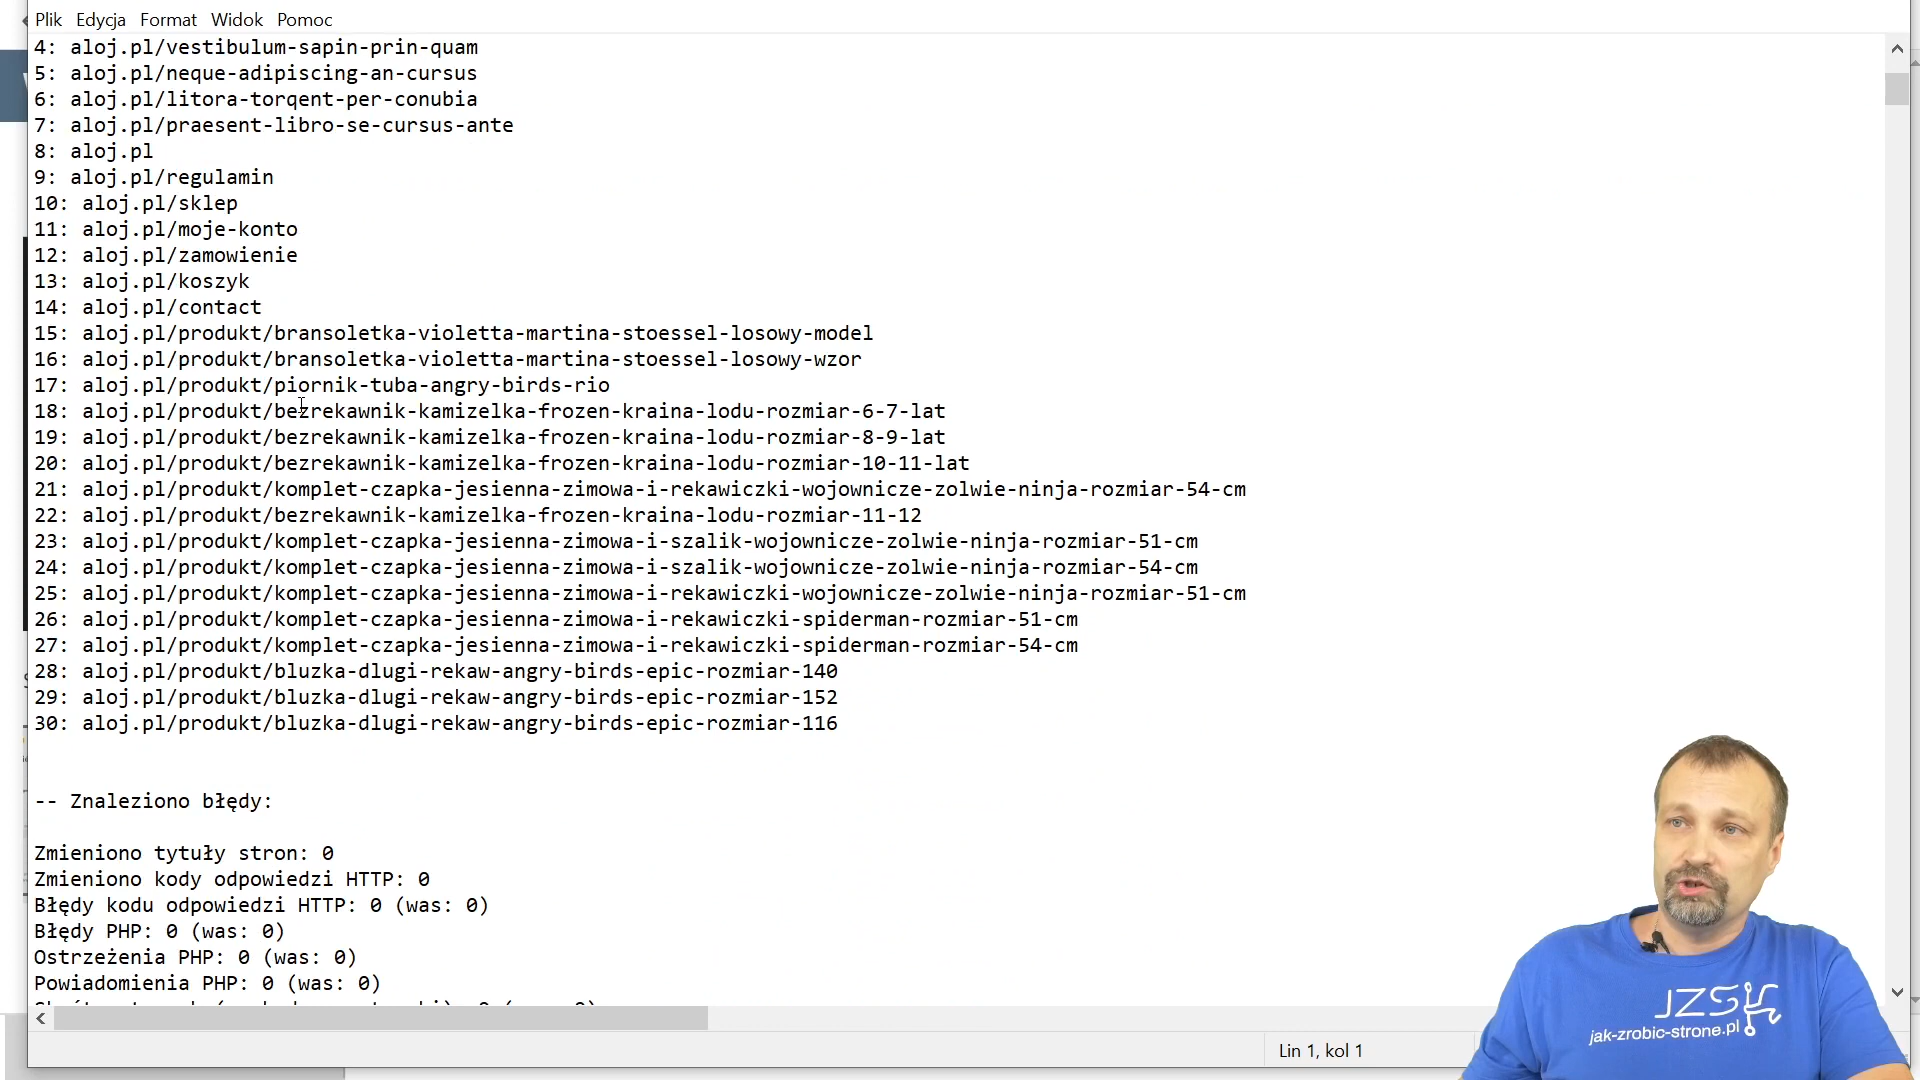 Plik Edycja Format Widok Pomoc
4: aloj.pl/vestibulum-sapin-prin-quam
5: aloj.pl/neque-adipiscing-an-cursus
6: aloj.pl/litora-torqent-per-conubia
7: aloj.pl/praesent-libro-se-cursus-ante
8: aloj.pl
9: aloj.pl/regulamin
10: aloj.pl/sklep
11: aloj.pl/moje-konto
12: aloj.pl/zamowienie
13: aloj.pl/koszyk
14: aloj.pl/contact
15: aloj.pl/produkt/bransoletka-violetta-martina-stoessel-losowy-model
16: aloj.pl/produkt/bransoletka-violetta-martina-stoessel-losowy-wzor
17: aloj.pl/produkt/piornik-tuba-angry-birds-rio
18: aloj.pl/produkt/bezrekawnik-kamizelka-frozen-kraina-lodu-rozmiar-6-7-lat
19: aloj.pl/produkt/bezrekawnik-kamizelka-frozen-kraina-lodu-rozmiar-8-9-lat
20: aloj.pl/produkt/bezrekawnik-kamizelka-frozen-kraina-lodu-rozmiar-10-11-lat
21: aloj.pl/produkt/komplet-czapka-jesienna-zimowa-i-rekawiczki-wojownicze-zolwie-ninja-rozmiar-54-cm
22: aloj.pl/produkt/bezrekawnik-kamizelka-frozen-kraina-lodu-rozmiar-11-12
23: aloj.pl/produkt/komplet-czapka-jesienna-zimowa-i-szalik-wojownicze-zolwie-ninja-rozmiar-51-cm
24: aloj.pl/produkt/komplet-czapka-jesienna-zimowa-i-szalik-wojownicze-zolwie-ninja-rozmiar-54-cm
25: aloj.pl/produkt/komplet-czapka-jesienna-zimowa-i-rekawiczki-wojownicze-zolwie-ninja-rozmiar-51-cm
26: aloj.pl/produkt/komplet-czapka-jesienna-zimowa-i-rekawiczki-spiderman-rozmiar-51-cm
27: aloj.pl/produkt/komplet-czapka-jesienna-zimowa-i-rekawiczki-spiderman-rozmiar-54-cm
28: aloj.pl/produkt/bluzka-dlugi-rekaw-angry-birds-epic-rozmiar-140
29: aloj.pl/produkt/bluzka-dlugi-rekaw-angry-birds-epic-rozmiar-152
30: aloj.pl/produkt/bluzka-dlugi-rekaw-angry-birds-epic-rozmiar-116
-- Znaleziono błędy:
Zmieniono tytuły stron: 0
Zmieniono kody odpowiedzi HTTP: 0
Błędy kodu odpowiedzi HTTP: 0 (was: 0)
Błędy PHP: 0 (was: 0)
Ostrzeżenia PHP: 0 (was: 0)
Powiadomienia PHP: 0 (was: 0)
Lin 1, kol 1
JZS
jak-zrobic-strone.pl